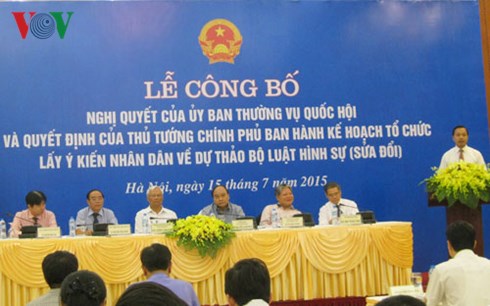 VOV
LỄ CÔNG BỐ
NGHỊ QUYẾT CỦA ỦY BAN THƯỜNG VỤ QUỐC HỘI
VÀ QUYẾT ĐỊNH CỦA THỦ TƯỚNG CHÍNH PHỦ BAN HÀNH KẾ HOẠCH TỔ CHỨC
LẤY Ý KIẾN NHÂN DÂN VỀ DỰ THẢO BỘ LUẬT HÌNH SỰ (SỬA ĐỔI)
Hà Nội, ngày 15 tháng 7 năm 2015